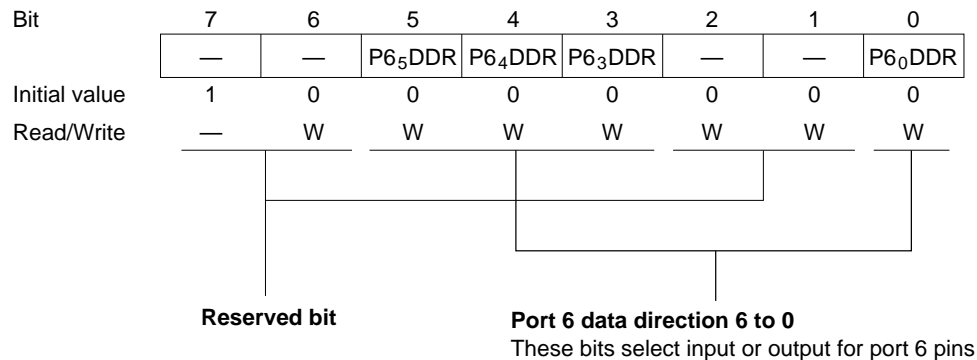 Bit 7 6 5 4 3 2 1 0
— — P6₅DDR P6₄DDR P6₃DDR — — P6₀DDR
Initial value 1 0 0 0 0 0 0 0
Read/Write — W W W W W W W
Reserved bit
Port 6 data direction 6 to 0
These bits select input or output for port 6 pins